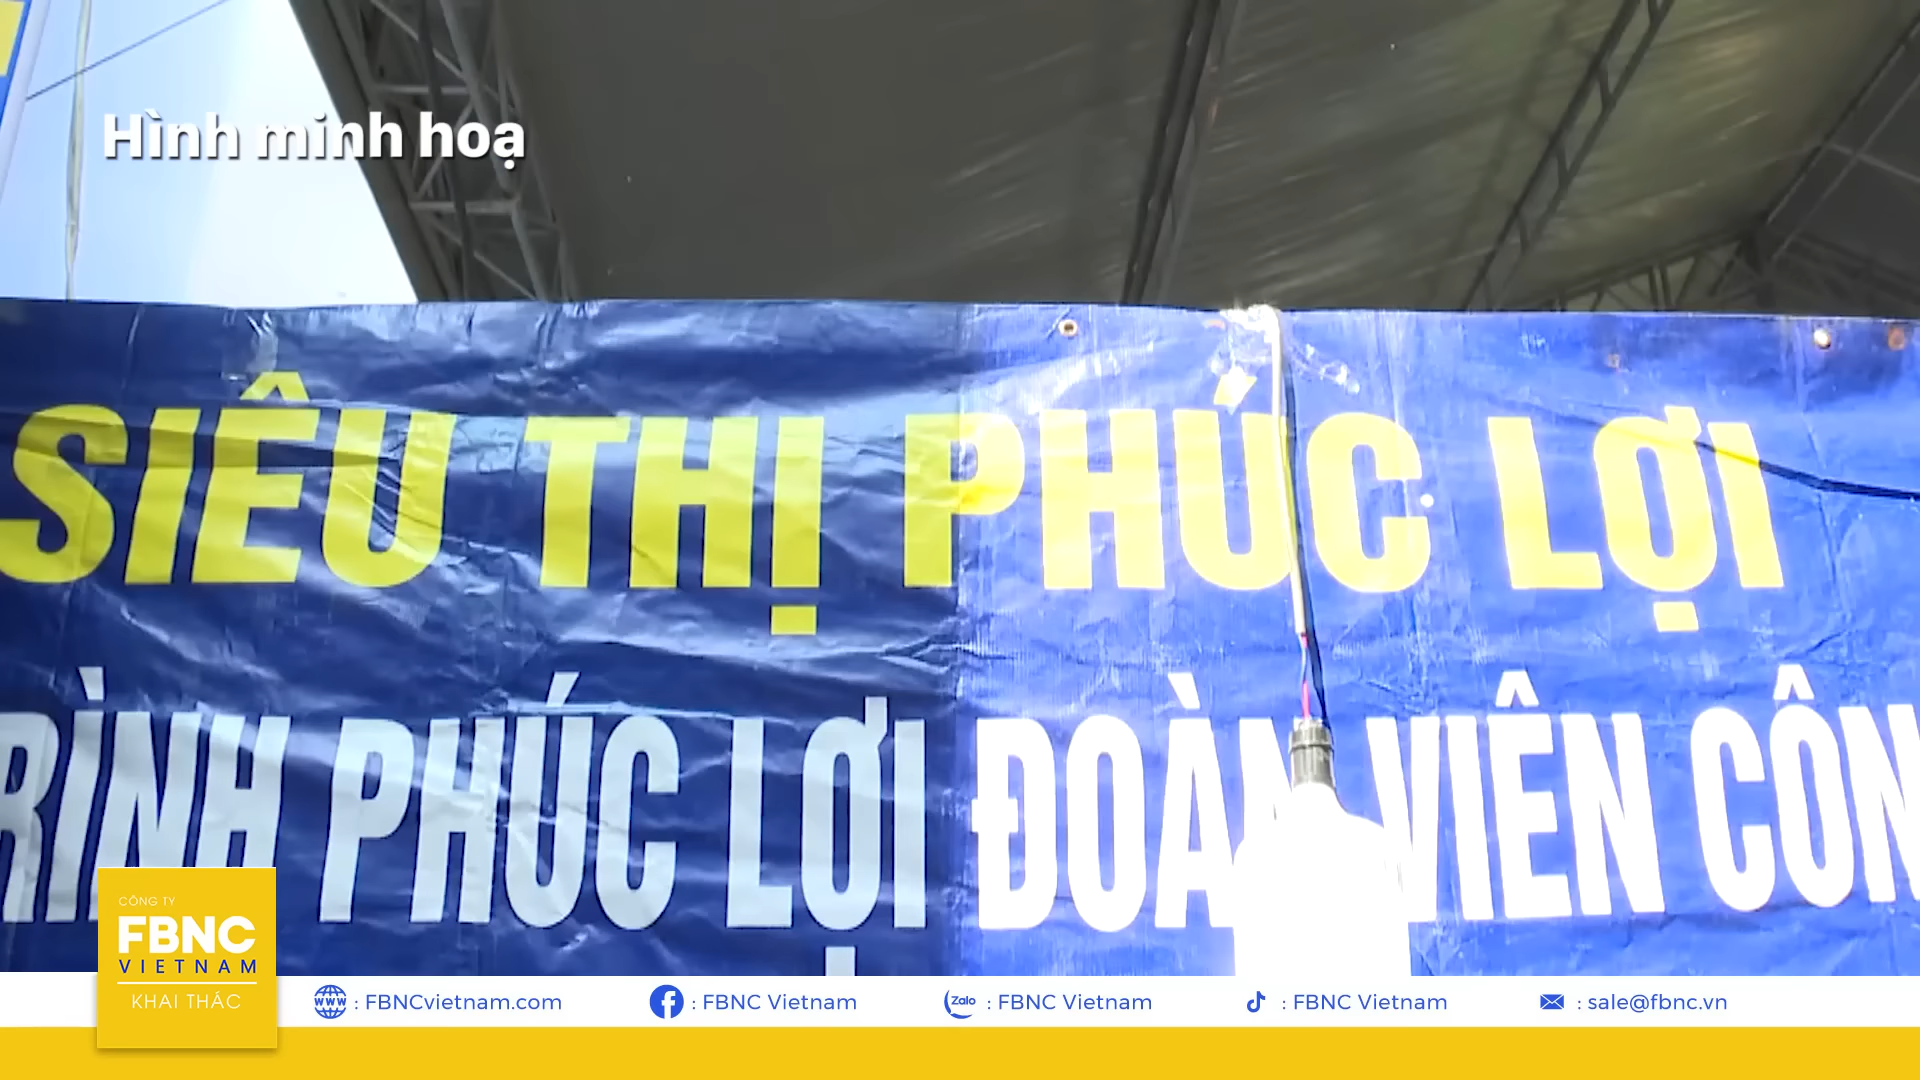 Hình minh hoạ
SIÊU THỊ PHÚC LỢI
RÌNH PHÚC LỢI ĐOÀN VIÊN CÔN
CÔNG TY
FBNC
VIETNAM
KHAI THÁC
: FBNCvietnam.com
: FBNC Vietnam
Zalo : FBNC Vietnam
: FBNC Vietnam
: sale@fbnc.vn